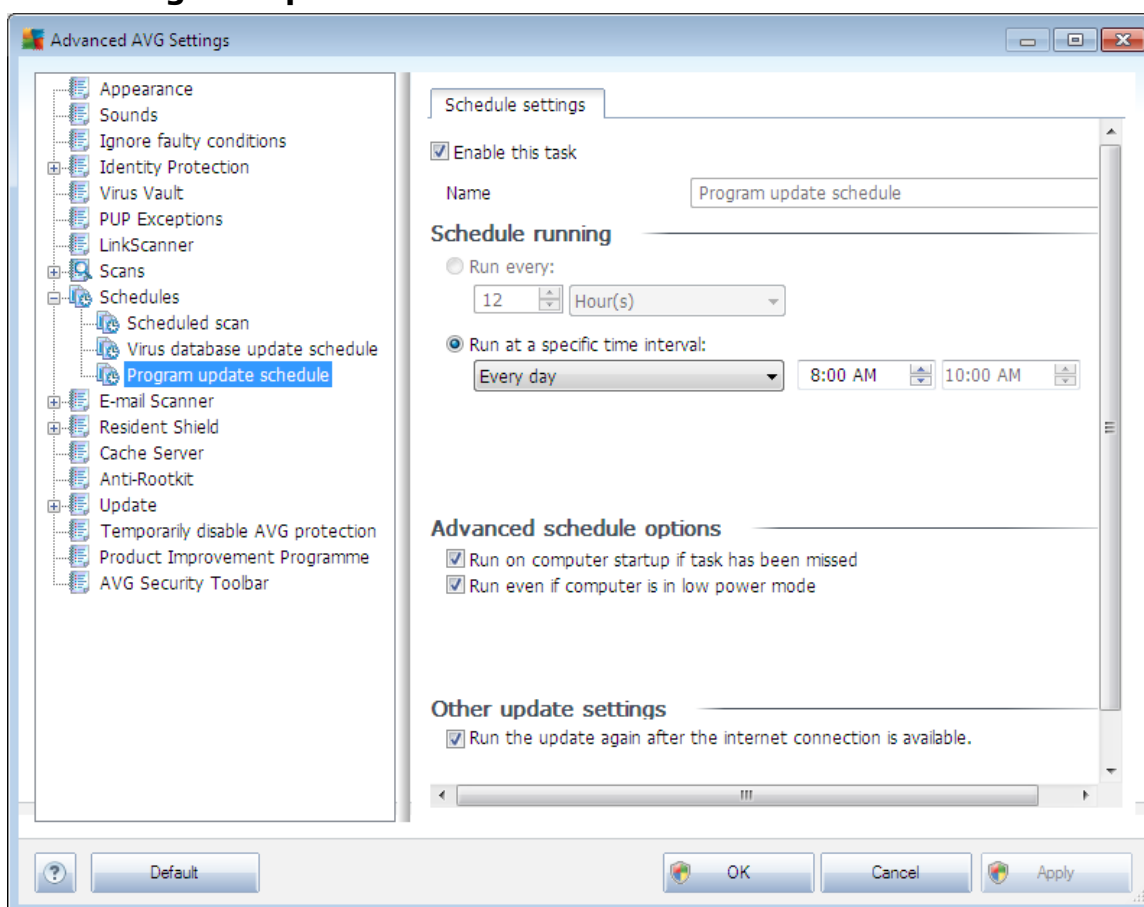 Advanced AVG Settings
Appearance
Sounds
Ignore faulty conditions
Identity Protection
Virus Vault
PUP Exceptions
LinkScanner
Scans
Schedules
Scheduled scan
Virus database update schedule
Program update schedule
E-mail Scanner
Resident Shield
Cache Server
Anti-Rootkit
Update
Temporarily disable AVG protection
Product Improvement Programme
AVG Security Toolbar
Schedule settings
Enable this task
Name Program update schedule
Schedule running
Run every:
12 Hour(s)
Run at a specific time interval:
Every day 8:00 AM 10:00 AM
Advanced schedule options
Run on computer startup if task has been missed
Run even if computer is in low power mode
Other update settings
Run the update again after the internet connection is available.
? Default OK Cancel Apply